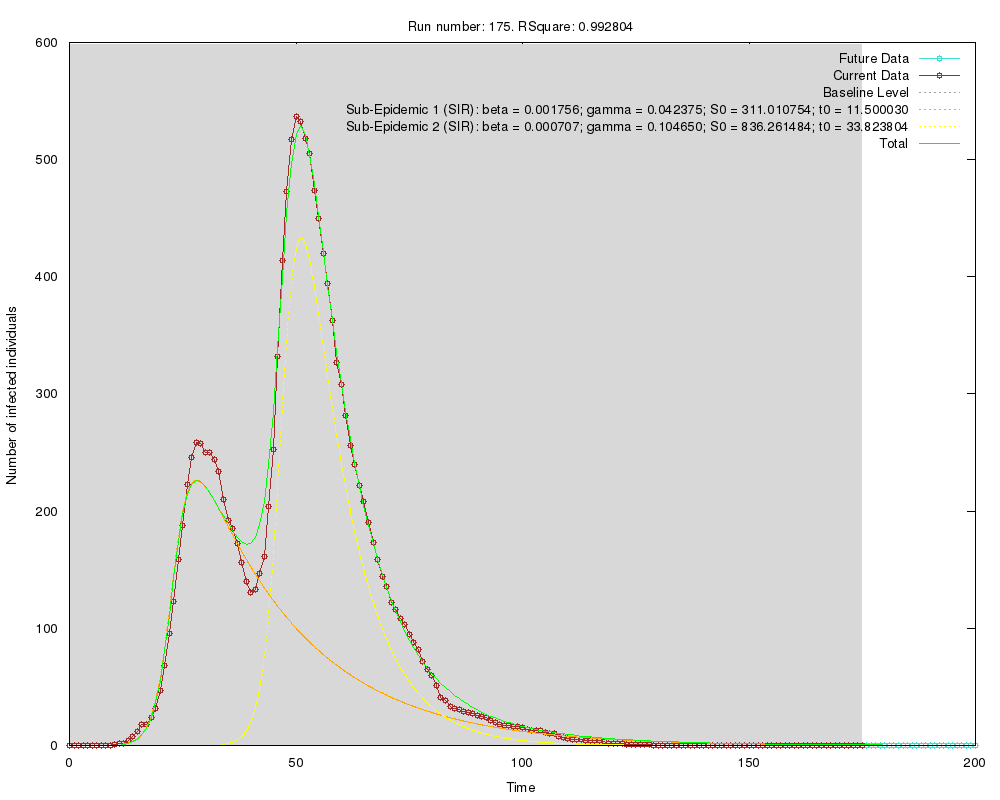 Run number: 175. RSquare: 0.992804
600
500
400
300
200
100
0
Number of infected individuals
Future Data
Current Data
Baseline Level
Sub-Epidemic 1 (SIR): beta = 0.001756; gamma = 0.042375; S0 = 311.010754; t0 = 11.500030
Sub-Epidemic 2 (SIR): beta = 0.000707; gamma = 0.104650; S0 = 836.261484; t0 = 33.823804
Total
0 50 100 150 200
Time